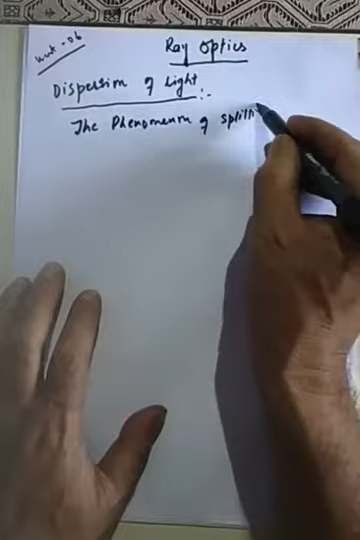 Unit-06
Ray Optics
Dispersion of Light:-
The Phenomenon of splitti